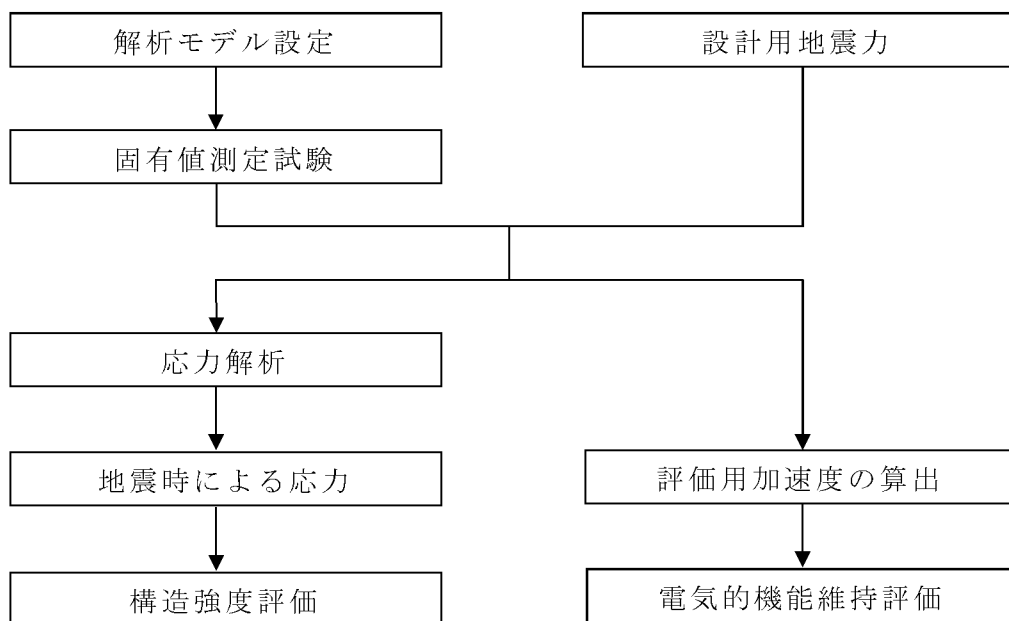 解析モデル設定
設計用地震力
固有値測定試験
応力解析
地震時による応力
評価用加速度の算出
構造強度評価
電気的機能維持評価